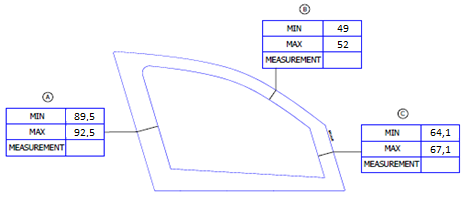 B
MIN 49
MAX 52
MEASUREMENT
A
MIN 89,5
MAX 92,5
MEASUREMENT
C
MIN 64,1
MAX 67,1
MEASUREMENT